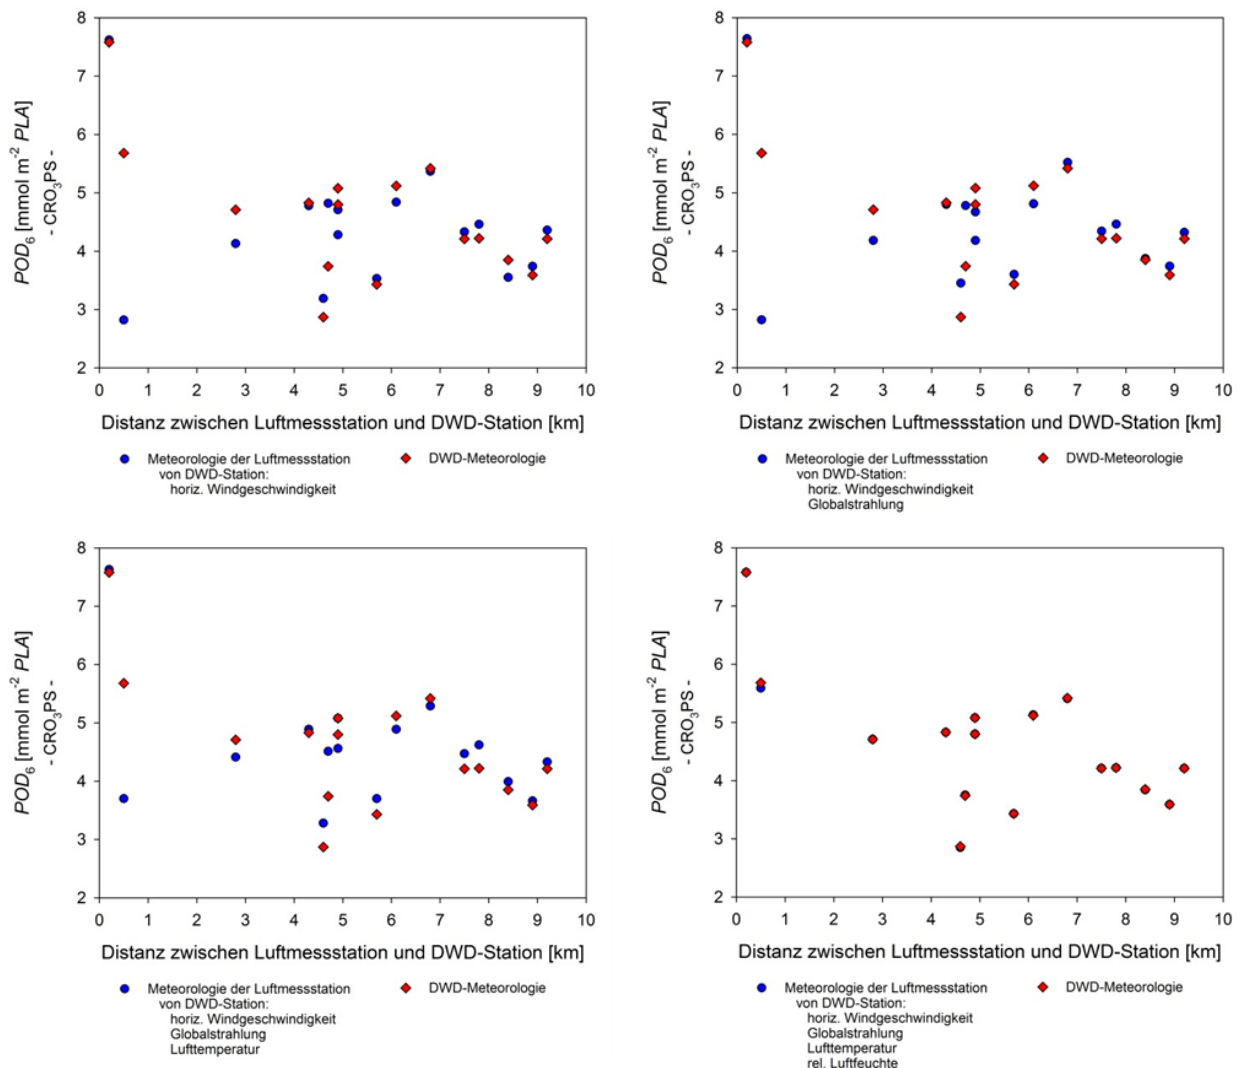 8
7
6
5
4
3
2
POD₆ [mmol m⁻² PLA]
- CRO₃PS -
0 1 2 3 4 5 6 7 8 9 10
Distanz zwischen Luftmessstation und DWD-Station [km]
Meteorologie der Luftmessstation DWD-Meteorologie
von DWD-Station:
horiz. Windgeschwindigkeit
8
7
6
5
4
3
2
POD₆ [mmol m⁻² PLA]
- CRO₃PS -
0 1 2 3 4 5 6 7 8 9 10
Distanz zwischen Luftmessstation und DWD-Station [km]
Meteorologie der Luftmessstation DWD-Meteorologie
von DWD-Station:
horiz. Windgeschwindigkeit
Globalstrahlung
8
7
6
5
4
3
2
POD₆ [mmol m⁻² PLA]
- CRO₃PS -
0 1 2 3 4 5 6 7 8 9 10
Distanz zwischen Luftmessstation und DWD-Station [km]
Meteorologie der Luftmessstation DWD-Meteorologie
von DWD-Station:
horiz. Windgeschwindigkeit
Globalstrahlung
Lufttemperatur
8
7
6
5
4
3
2
POD₆ [mmol m⁻² PLA]
- CRO₃PS -
0 1 2 3 4 5 6 7 8 9 10
Distanz zwischen Luftmessstation und DWD-Station [km]
Meteorologie der Luftmessstation DWD-Meteorologie
von DWD-Station:
horiz. Windgeschwindigkeit
Globalstrahlung
Lufttemperatur
rel. Luftfeuchte